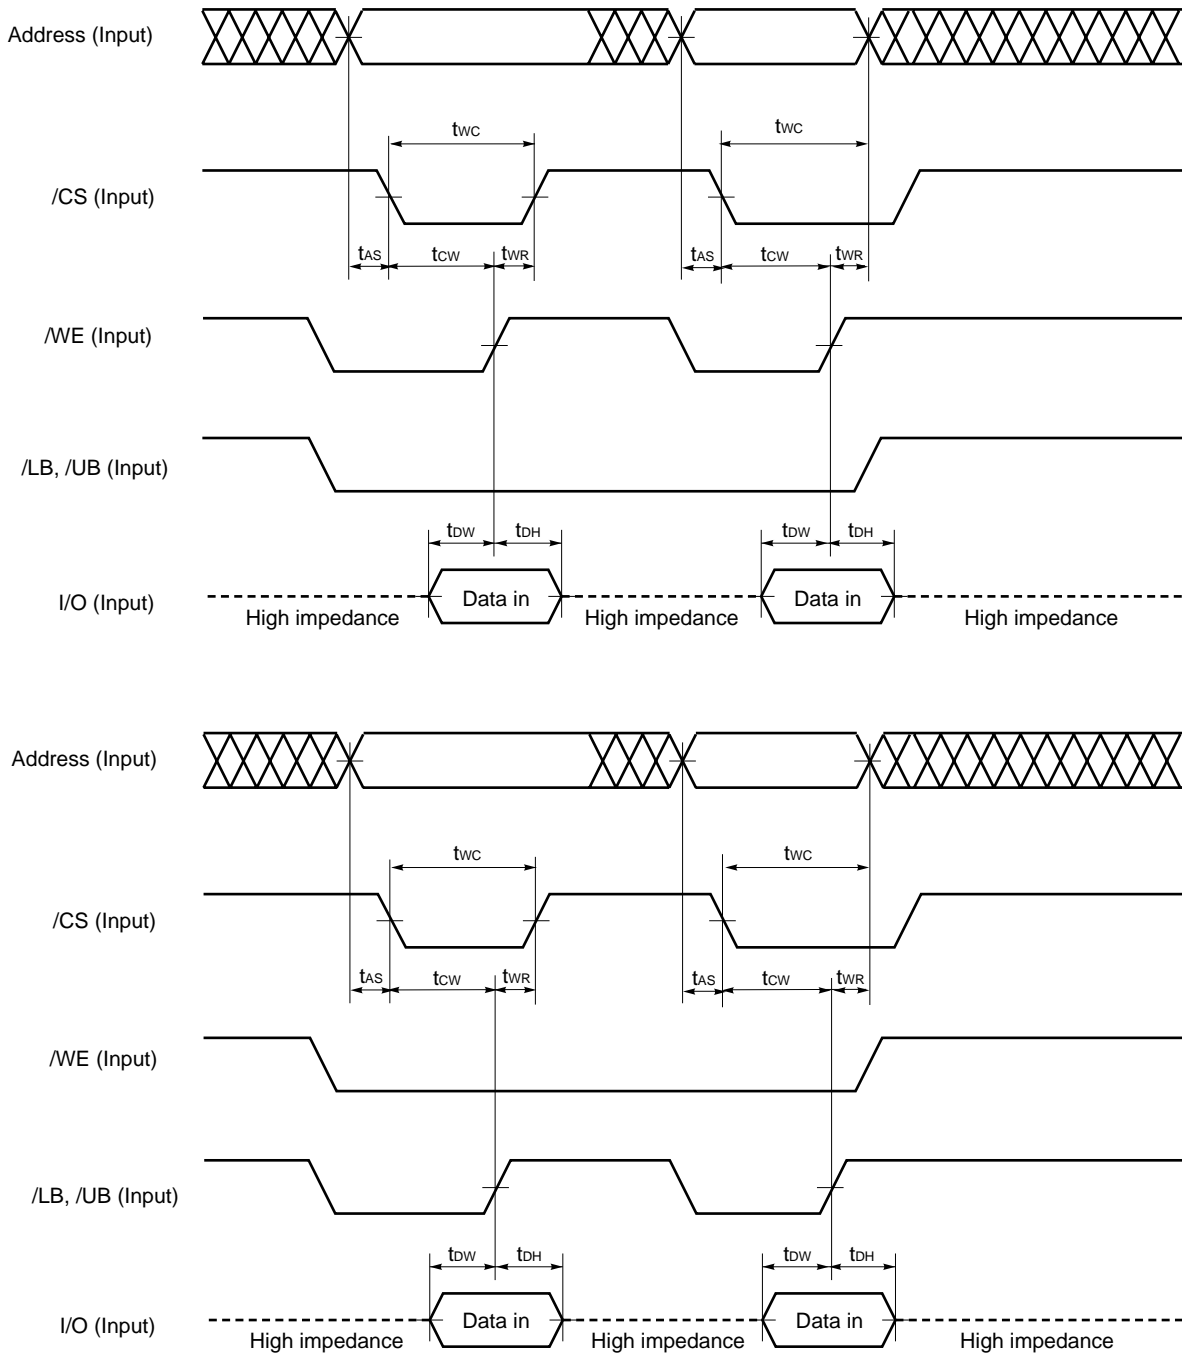 Address (Input)
tWC
tWC
/CS (Input)
tAS
tCW
tWR
tAS
tCW
tWR
/WE (Input)
/LB, /UB (Input)
tDW
tDH
tDW
tDH
I/O (Input)
Data in
Data in
High impedance
High impedance
High impedance
Address (Input)
tWC
tWC
/CS (Input)
tAS
tCW
tWR
tAS
tCW
tWR
/WE (Input)
/LB, /UB (Input)
tDW
tDH
tDW
tDH
I/O (Input)
Data in
Data in
High impedance
High impedance
High impedance